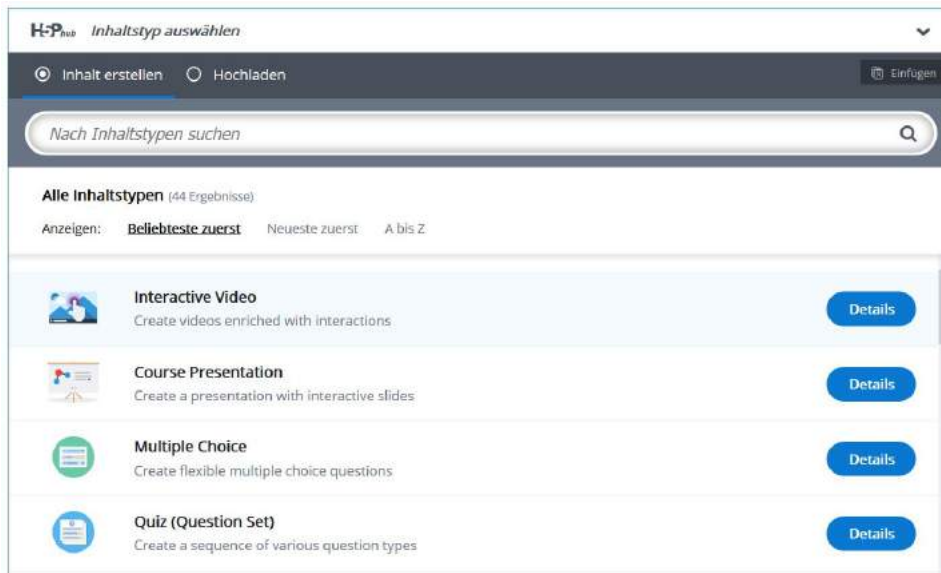 H5P hub Inhaltstyp auswählen
Inhalt erstellen Hochladen Einfügen
Nach Inhaltstypen suchen
Alle Inhaltstypen (44 Ergebnisse)
Anzeigen: Beliebteste zuerst Neueste zuerst A bis Z
Interactive Video
Create videos enriched with interactions
Details
Course Presentation
Create a presentation with interactive slides
Details
Multiple Choice
Create flexible multiple choice questions
Details
Quiz (Question Set)
Create a sequence of various question types
Details